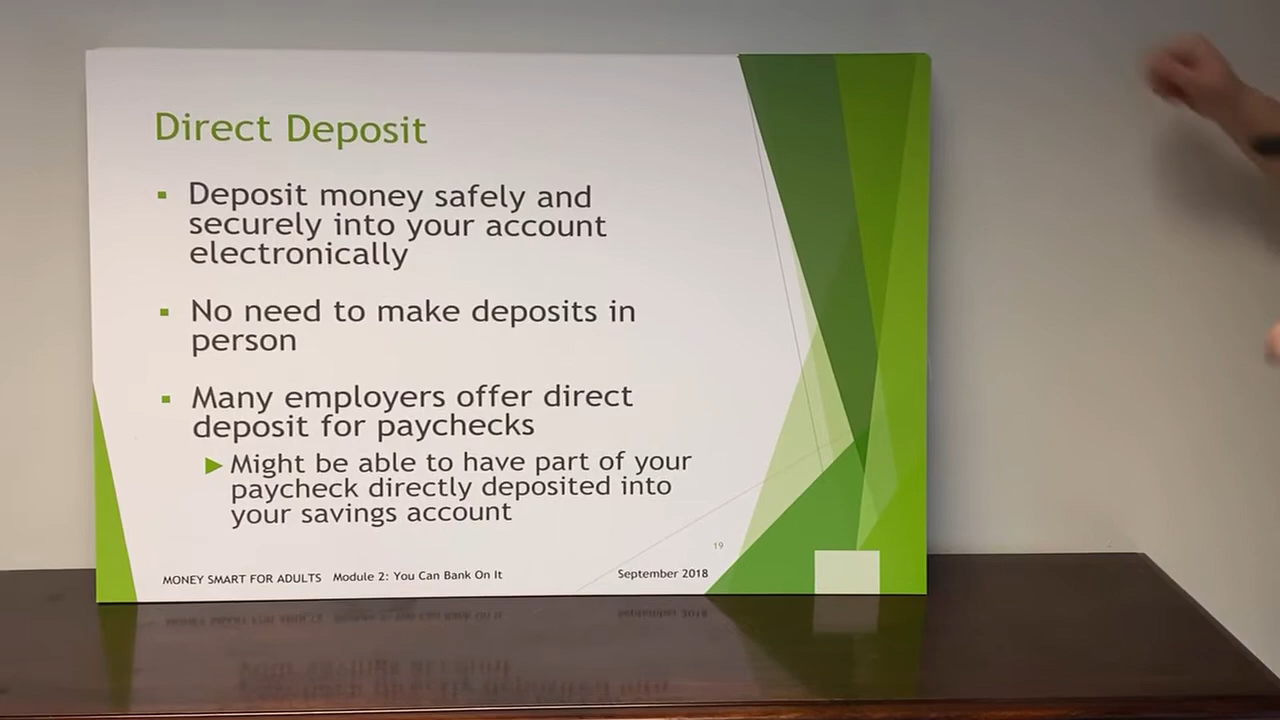 Direct Deposit
▪ Deposit money safely and
securely into your account
electronically
▪ No need to make deposits in
person
▪ Many employers offer direct
deposit for paychecks
▶ Might be able to have part of your
paycheck directly deposited into
your savings account
19
MONEY SMART FOR ADULTS Module 2: You Can Bank On It September 2018